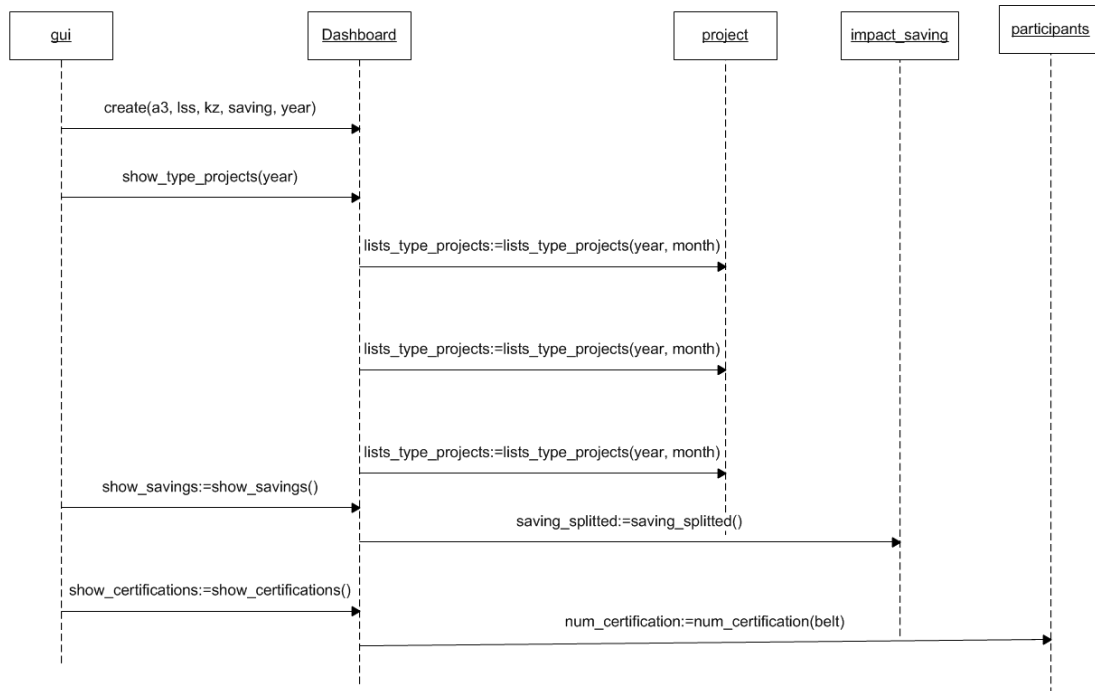 gui
Dashboard
project
impact_saving
participants
create(a3, lss, kz, saving, year)
show_type_projects(year)
lists_type_projects:=lists_type_projects(year, month)
lists_type_projects:=lists_type_projects(year, month)
lists_type_projects:=lists_type_projects(year, month)
show_savings:=show_savings()
saving_splitted:=saving_splitted()
show_certifications:=show_certifications()
num_certification:=num_certification(belt)